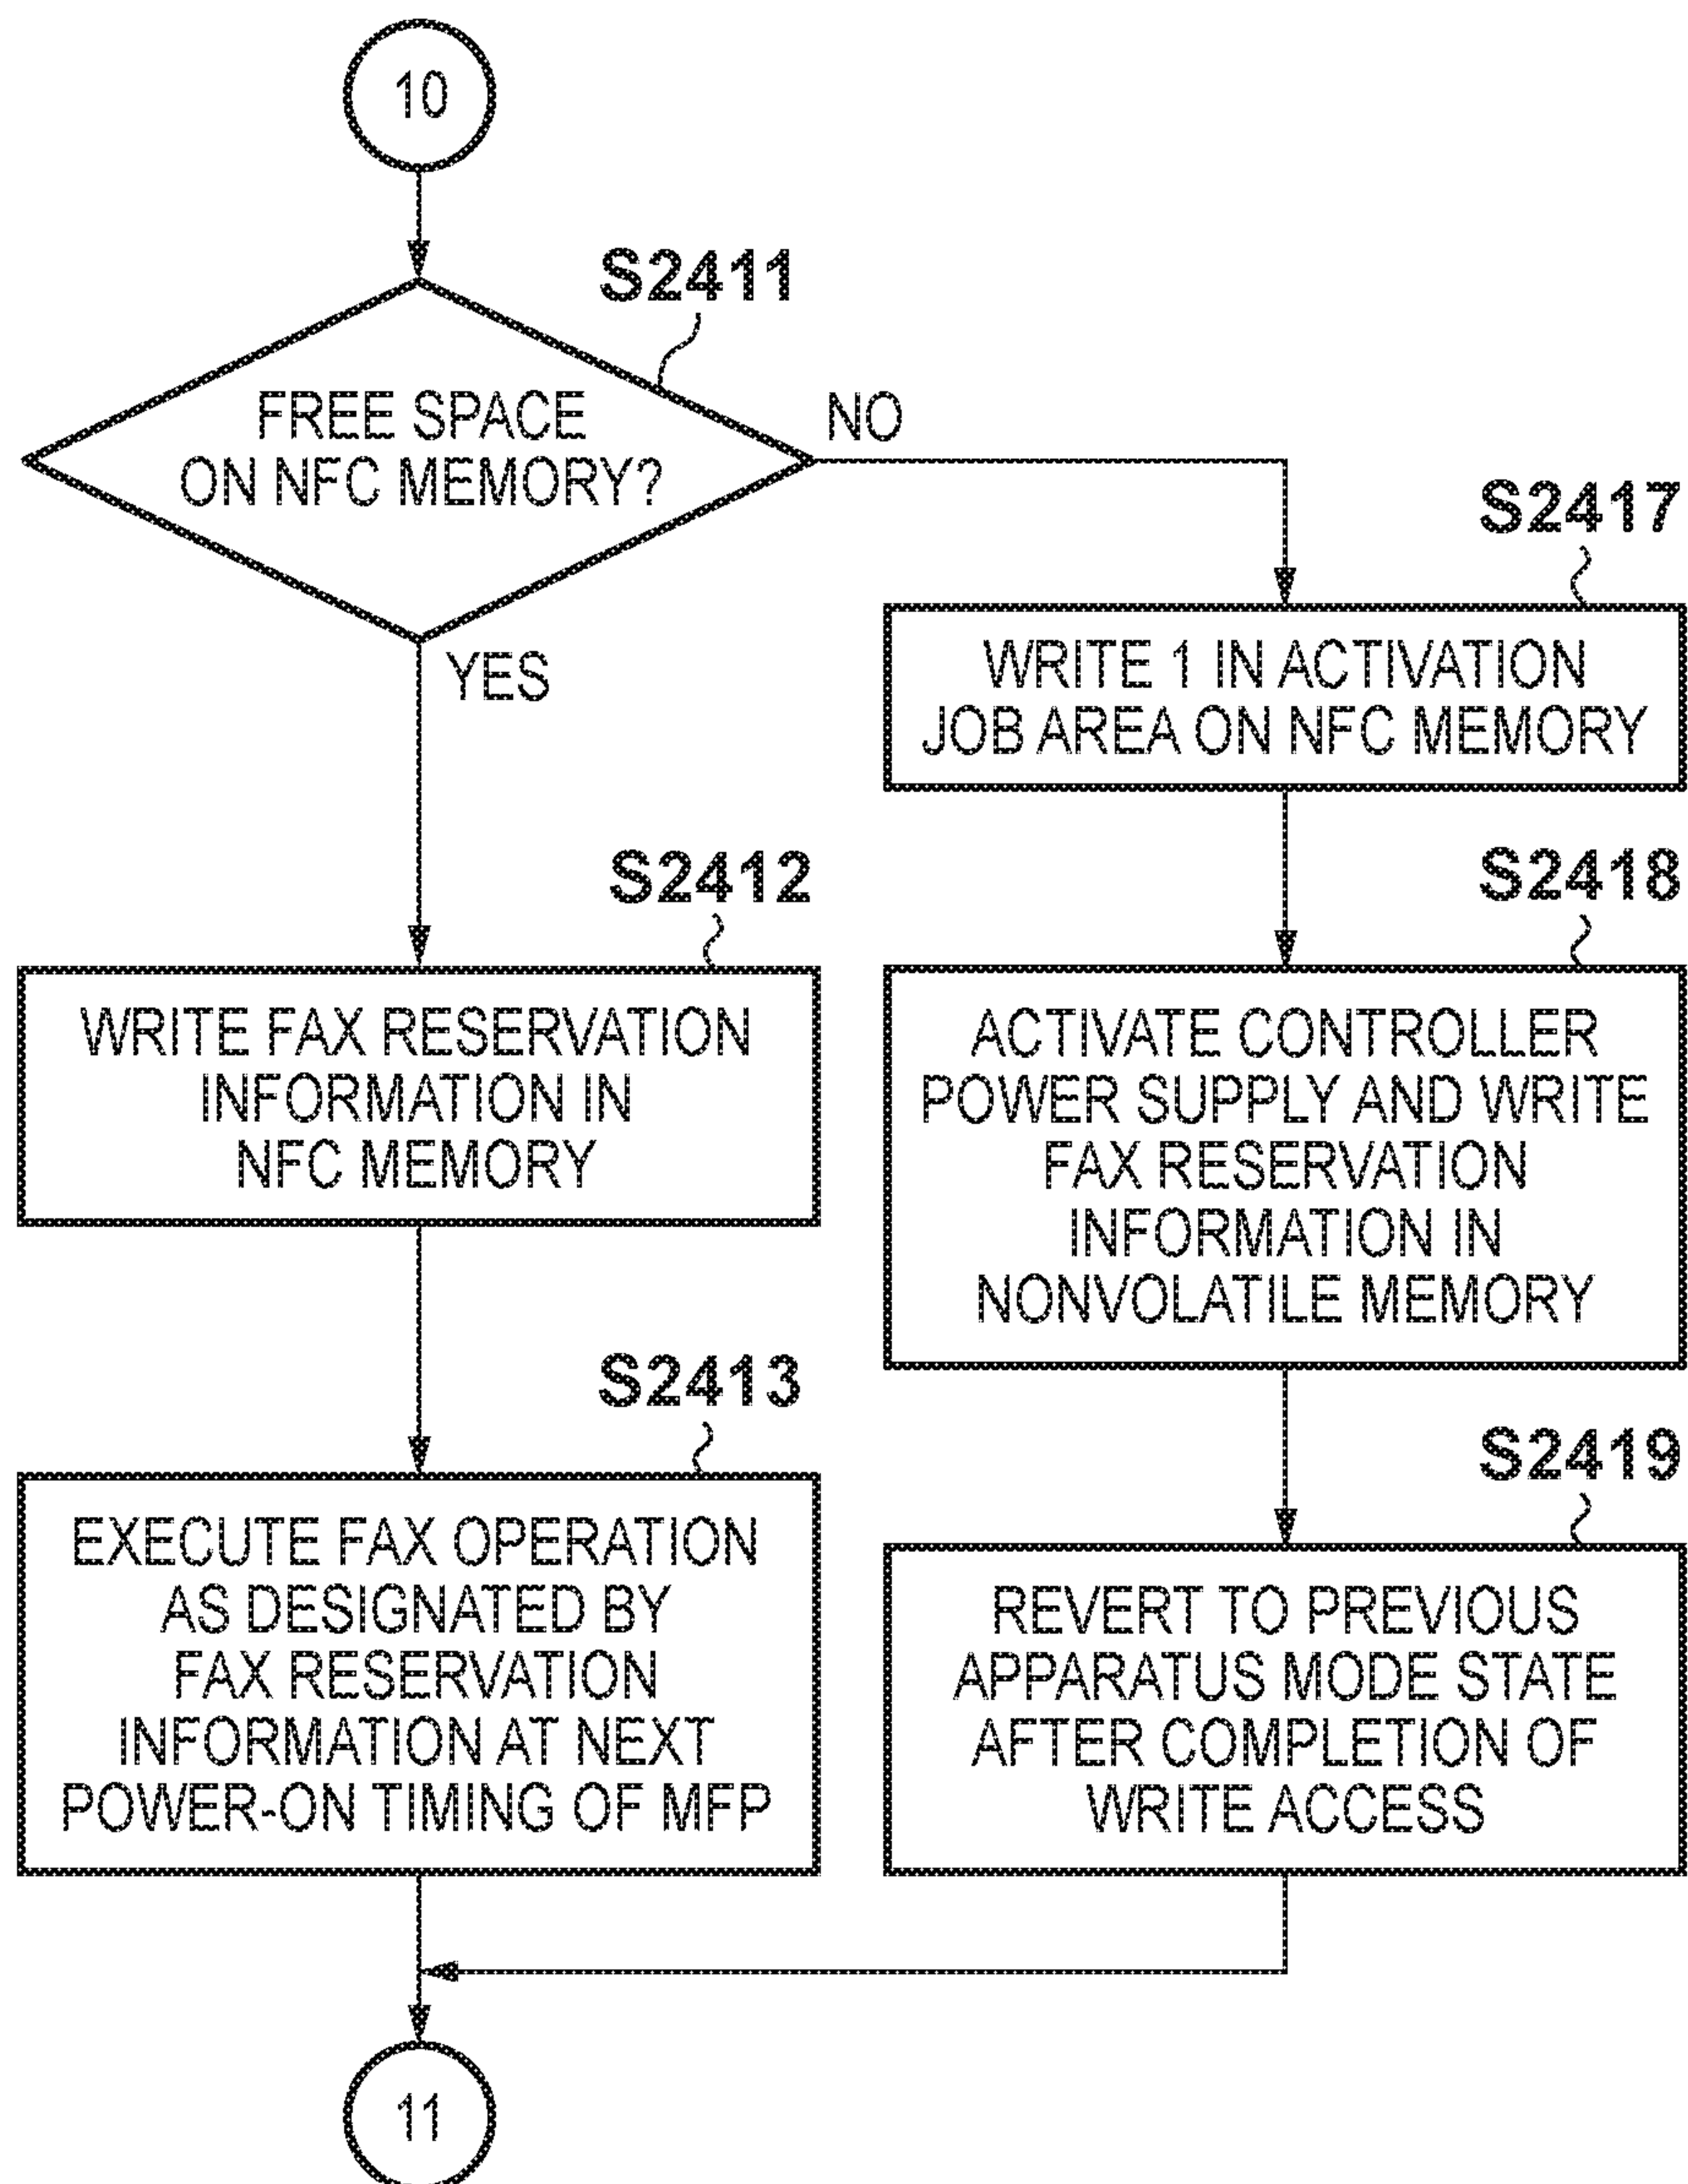 10
S2411
FREE SPACE
ON NFC MEMORY?
NO
YES
S2417
WRITE 1 IN ACTIVATION
JOB AREA ON NFC MEMORY
S2412
WRITE FAX RESERVATION
INFORMATION IN
NFC MEMORY
S2418
ACTIVATE CONTROLLER
POWER SUPPLY AND WRITE
FAX RESERVATION
INFORMATION IN
NONVOLATILE MEMORY
S2413
EXECUTE FAX OPERATION
AS DESIGNATED BY
FAX RESERVATION
INFORMATION AT NEXT
POWER-ON TIMING OF MFP
S2419
REVERT TO PREVIOUS
APPARATUS MODE STATE
AFTER COMPLETION OF
WRITE ACCESS
11